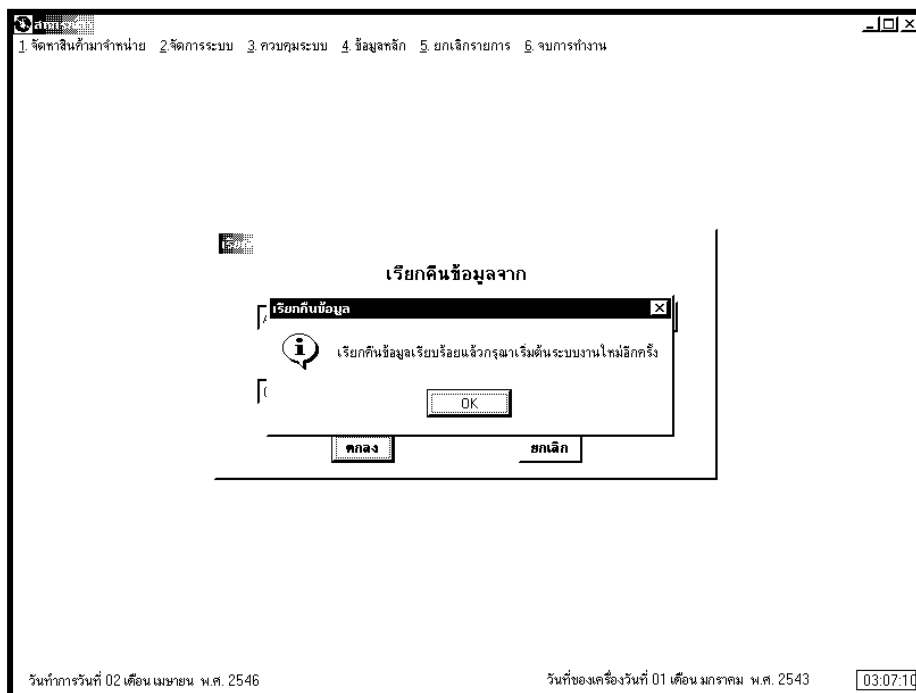 1. จัดหาสินค้ามาจำหน่าย 2.จัดการระบบ 3. ควบคุมระบบ 4. ข้อมูลหลัก 5. ยกเลิกรายการ 6. จบการทำงาน
เรียกคืนข้อมูลจาก
เรียกคืนข้อมูล
เรียกคืนข้อมูลเรียบร้อยแล้วกรุณาเริ่มต้นระบบงานใหม่อีกครั้ง
OK
ตกลง ยกเลิก
วันทำการวันที่ 02 เดือน เมษายน พ.ศ. 2546 วันที่ของเครื่องวันที่ 01 เดือน มกราคม พ.ศ. 2543 03:07:10